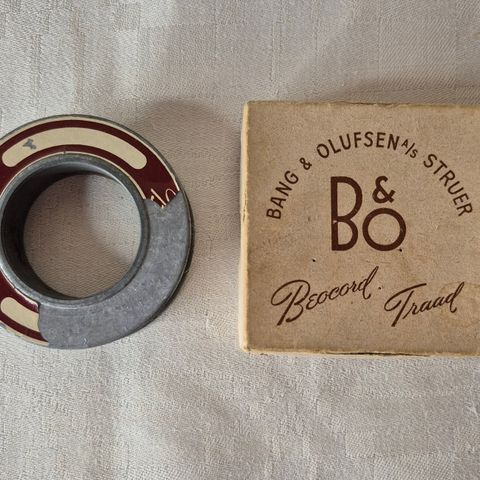 BANG & OLUFSEN A/S STRUER
B&O
Beocord. Traad